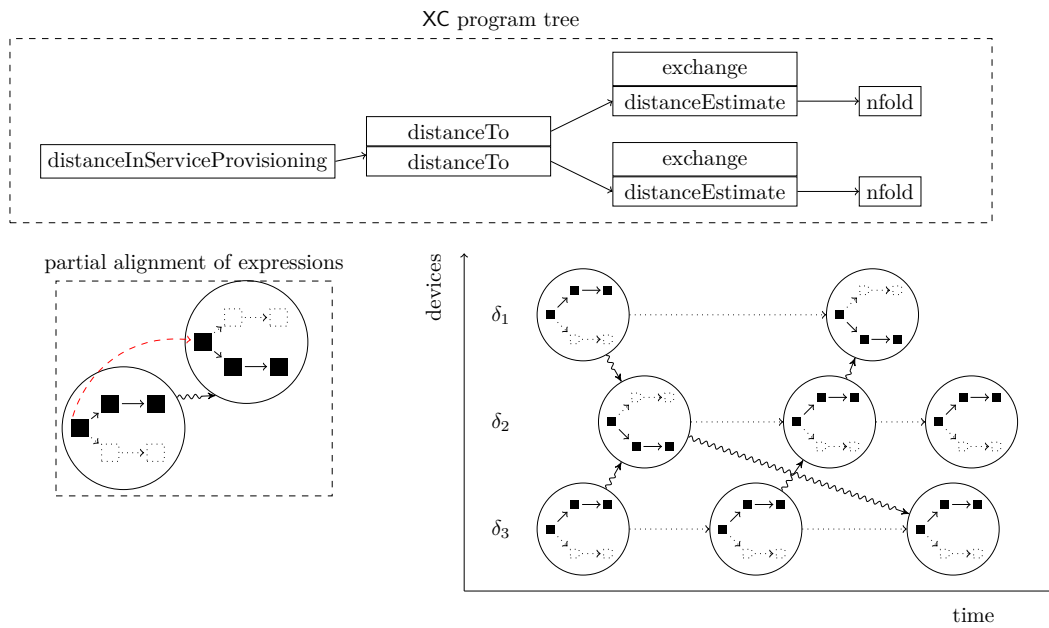 XC program tree
exchange
distanceEstimate
nfold
distanceTo
distanceTo
distanceInServiceProvisioning
exchange
distanceEstimate
nfold
partial alignment of expressions
devices
δ1
δ2
δ3
time